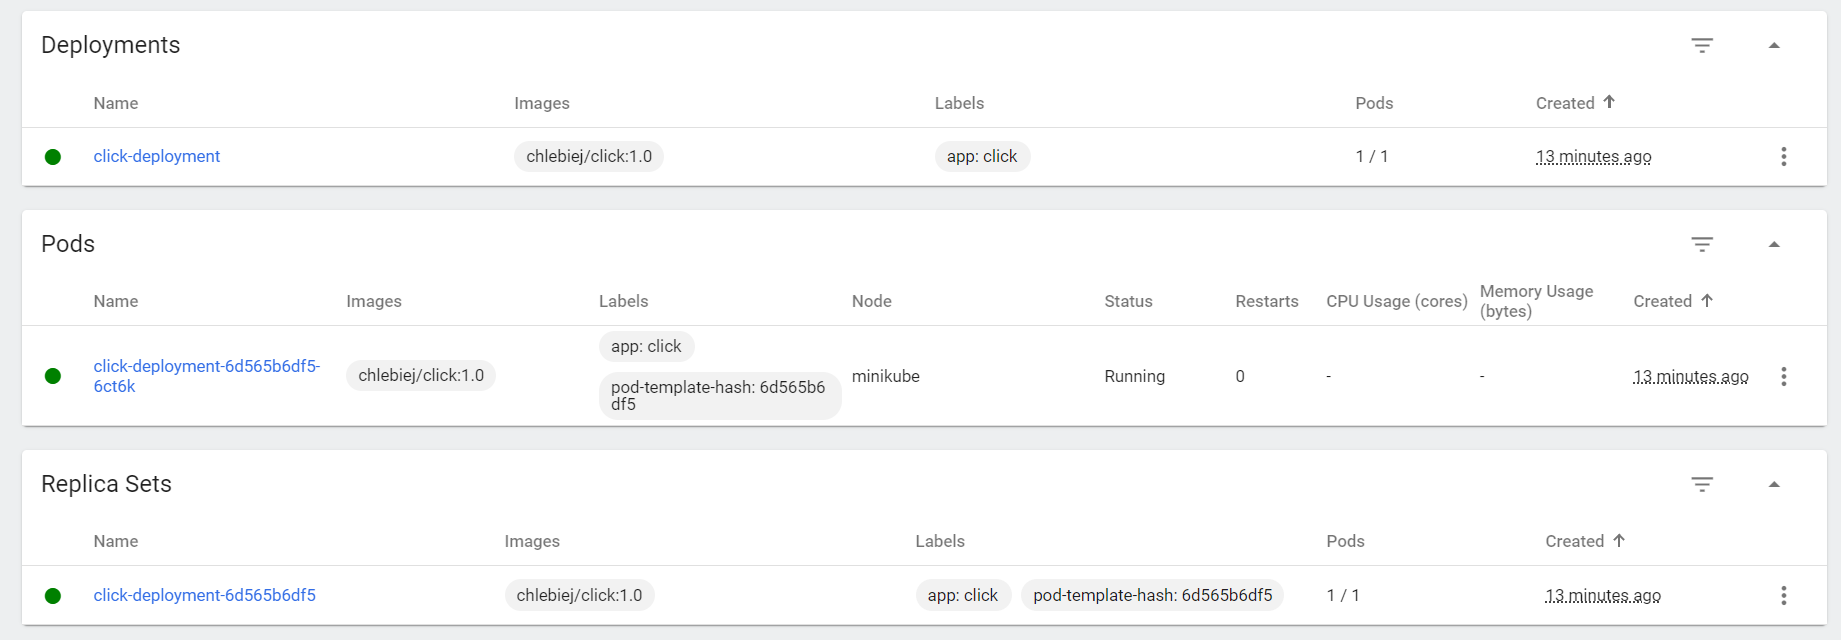 Deployments
Name Images Labels Pods Created
click-deployment chlebiej/click:1.0 app: click 1 / 1 13 minutes ago
Pods
Name Images Labels Node Status Restarts CPU Usage (cores) Memory Usage
(bytes) Created
click-deployment-6d565b6df5-
6ct6k
chlebiej/click:1.0
app: click
pod-template-hash: 6d565b6
df5
minikube Running 0 - - 13 minutes ago
Replica Sets
Name Images Labels Pods Created
click-deployment-6d565b6df5 chlebiej/click:1.0 app: click pod-template-hash: 6d565b6df5 1 / 1 13 minutes ago